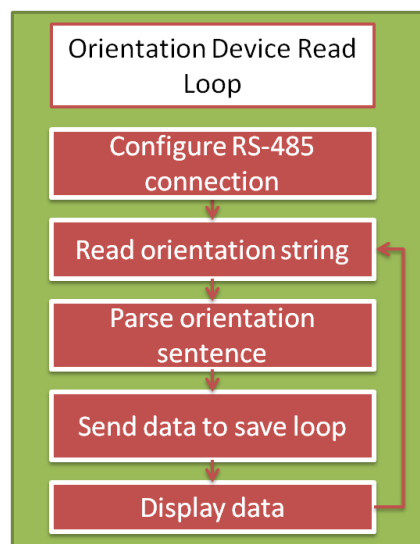 Orientation Device Read
Loop
Configure RS-485
connection
Read orientation string
Parse orientation
sentence
Send data to save loop
Display data